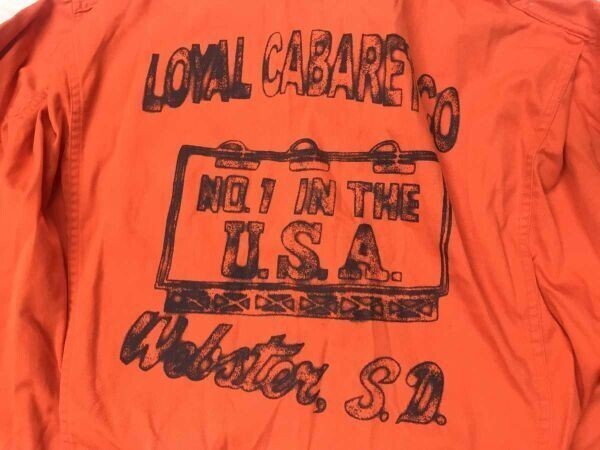 LOYAL CABARET CO
NO.1 IN THE
U.S.A.
Webster, S.D.